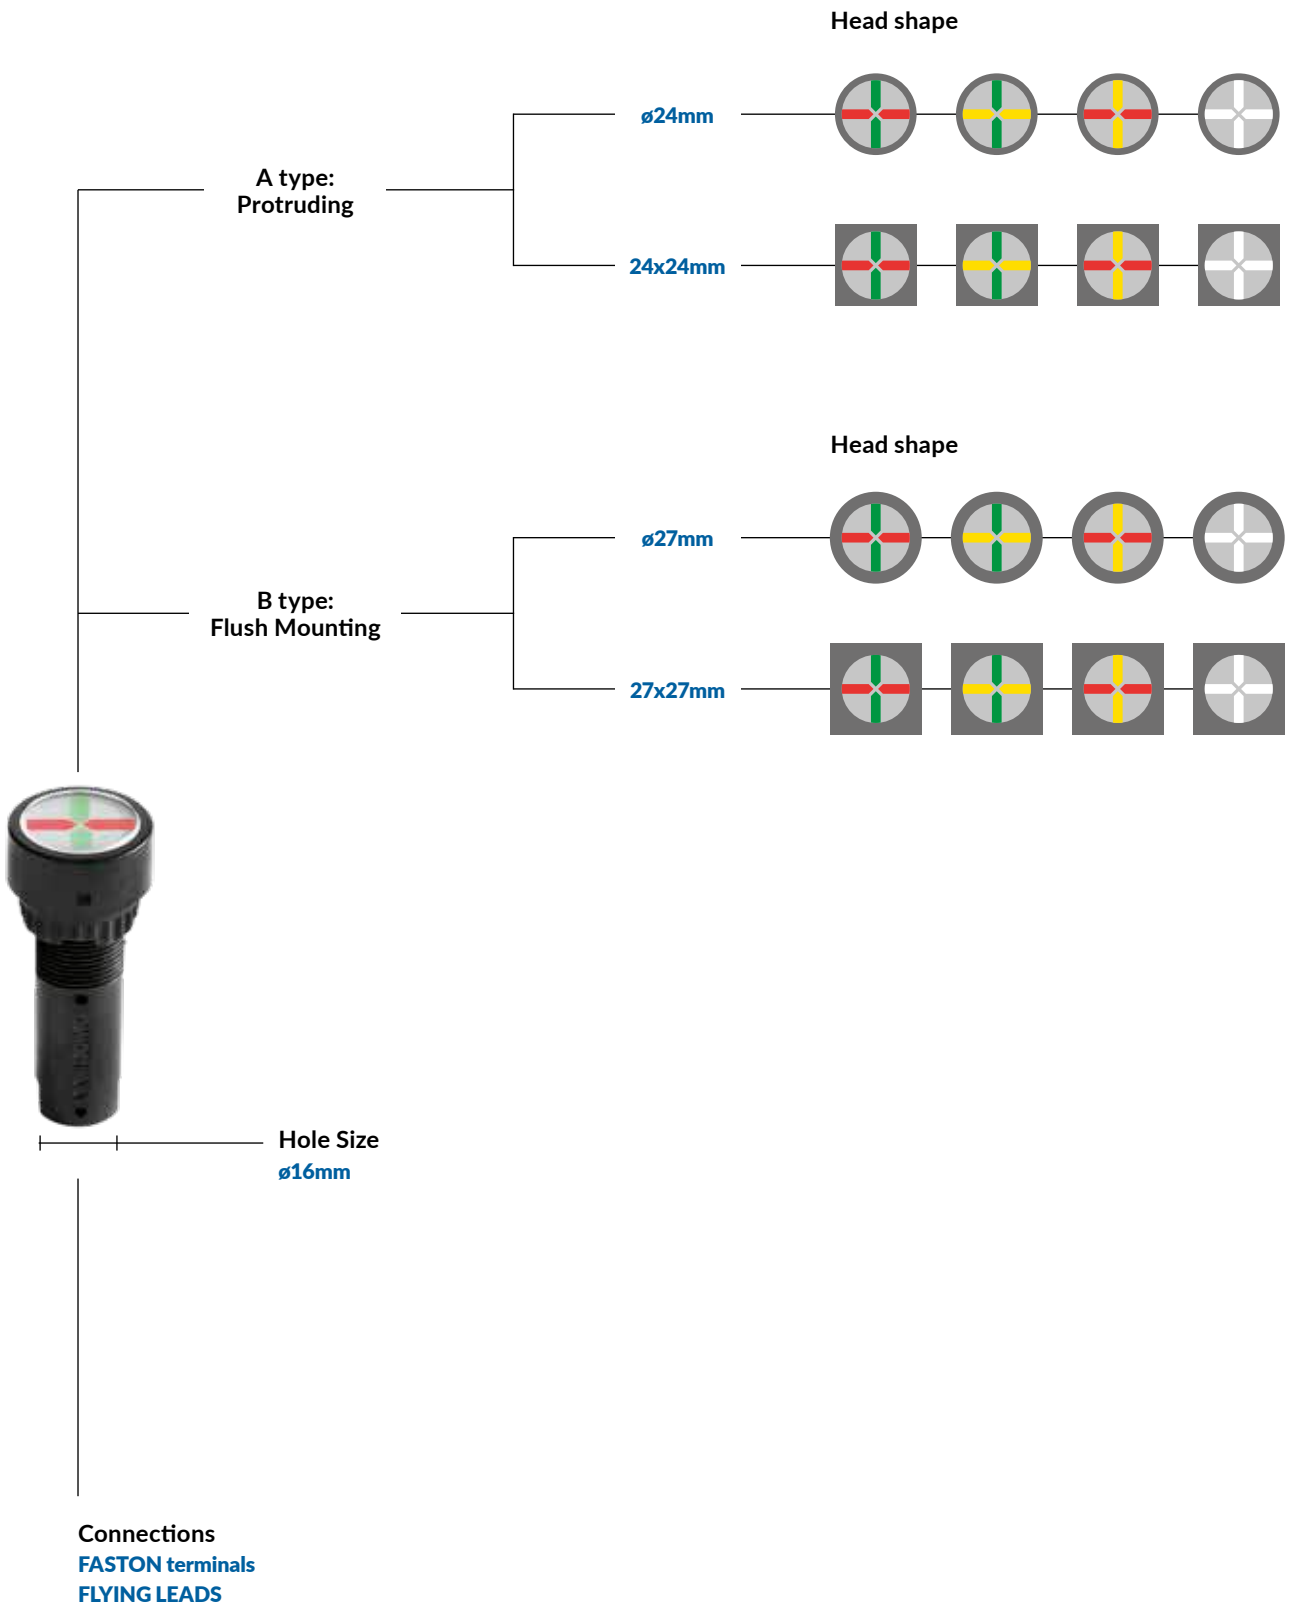 Head shape
ø24mm
A type:
Protruding
24x24mm
Head shape
ø27mm
B type:
Flush Mounting
27x27mm
Hole Size
ø16mm
Connections
FASTON terminals
FLYING LEADS